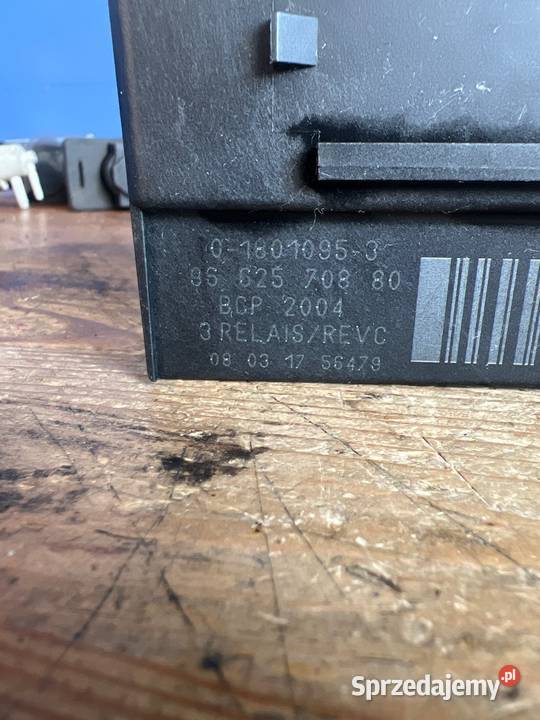 0-1801095-3
96 625 708 80
BCP 2004
3 RELAIS/REVC
08 03 17 56479
Sprzedajemy.pl